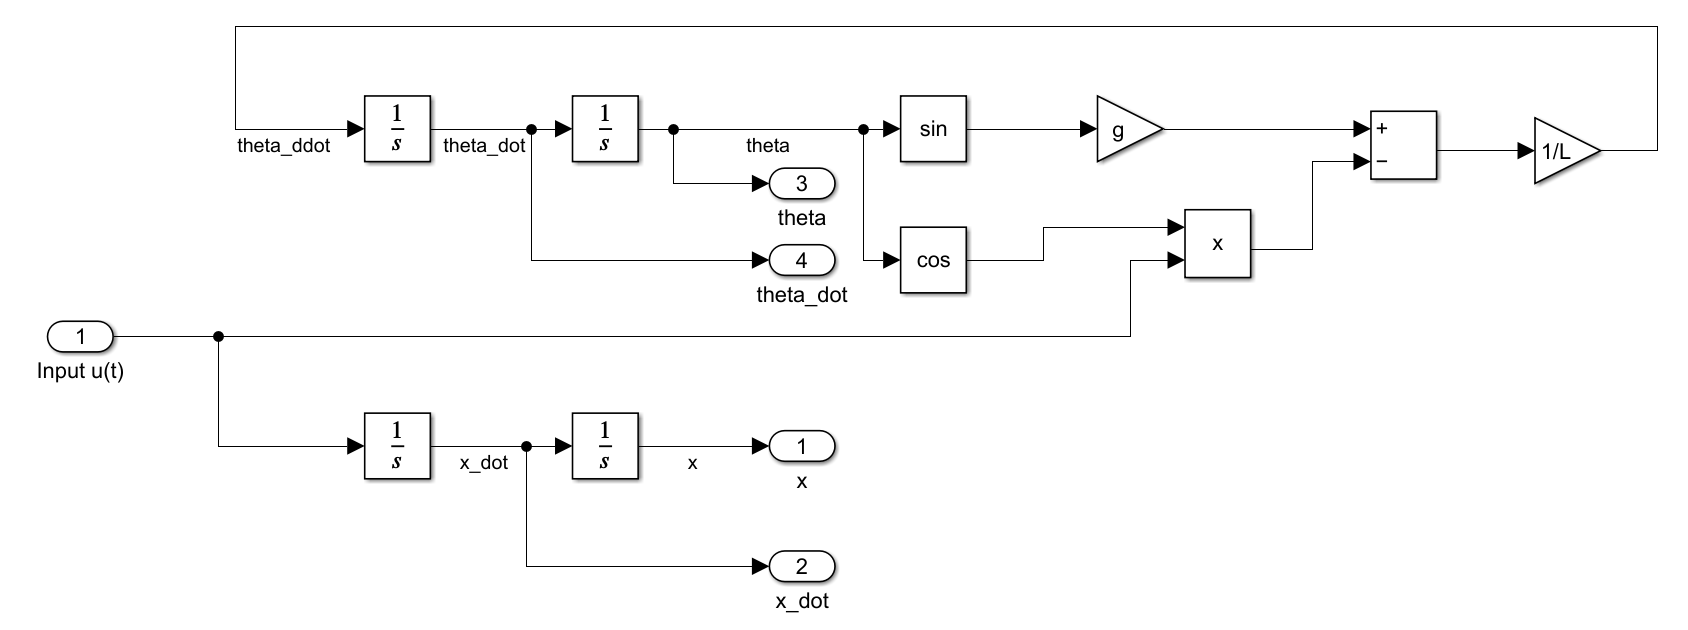 1
s
1
s
sin
g
+
−
1/L
theta_ddot
theta_dot
theta
3
theta
cos
x
4
theta_dot
1
Input u(t)
1
s
1
s
x_dot
x
1
x
2
x_dot